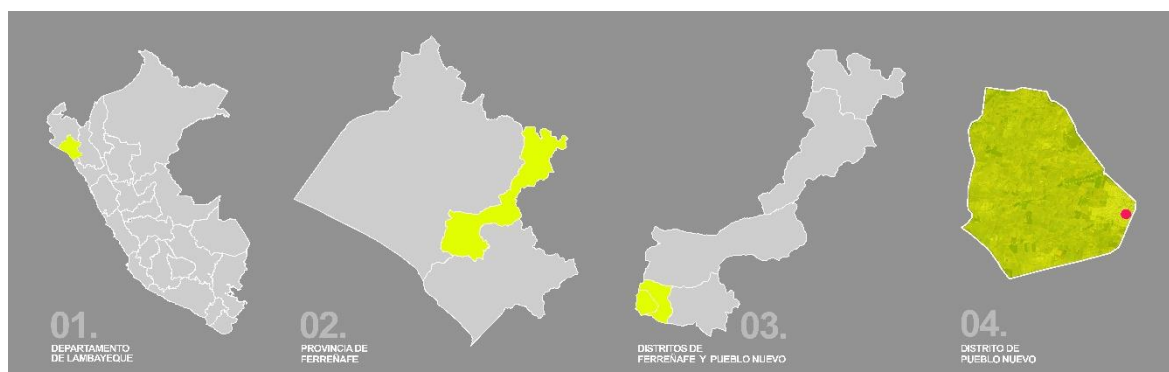 01.
DEPARTAMENTO
DE LAMBAYEQUE
02.
PROVINCIA DE
FERREÑAFE
03.
DISTRITOS DE
FERREÑAFE Y PUEBLO NUEVO
04.
DISTRITO DE
PUEBLO NUEVO